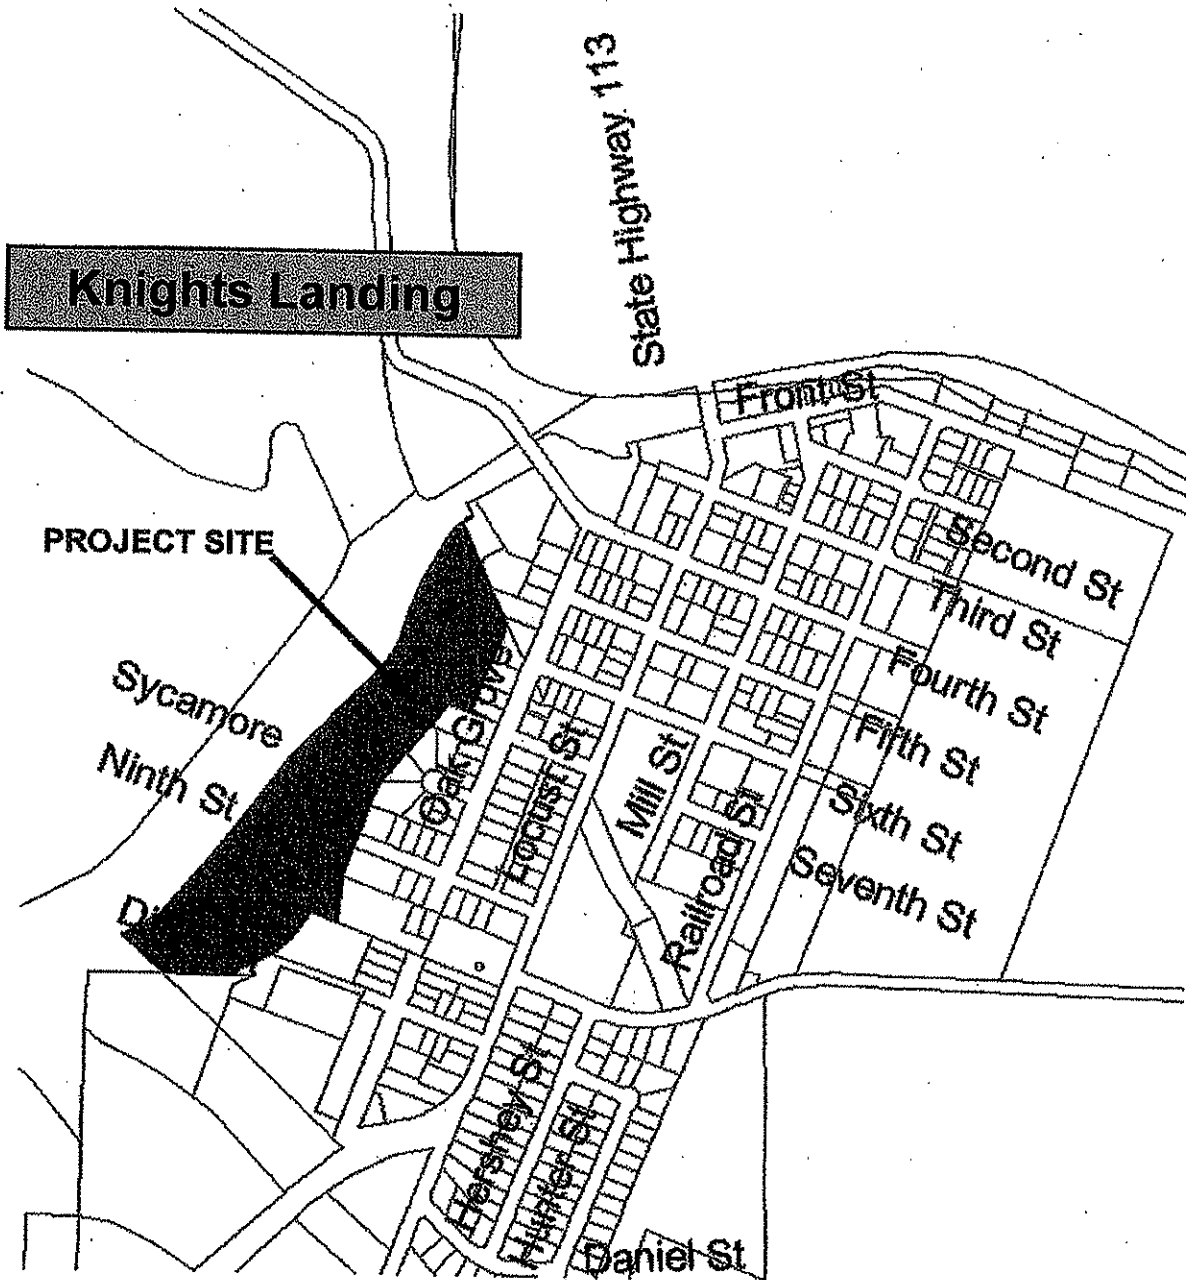 State Highway 113
Knights Landing
Front St
PROJECT SITE
Second St
Third St
Fourth St
Fifth St
Sixth St
Seventh St
Sycamore
Ninth St
Oak Grove
Locust St
Mill St
Railroad St
Hershey St
Hunter St
Daniel St